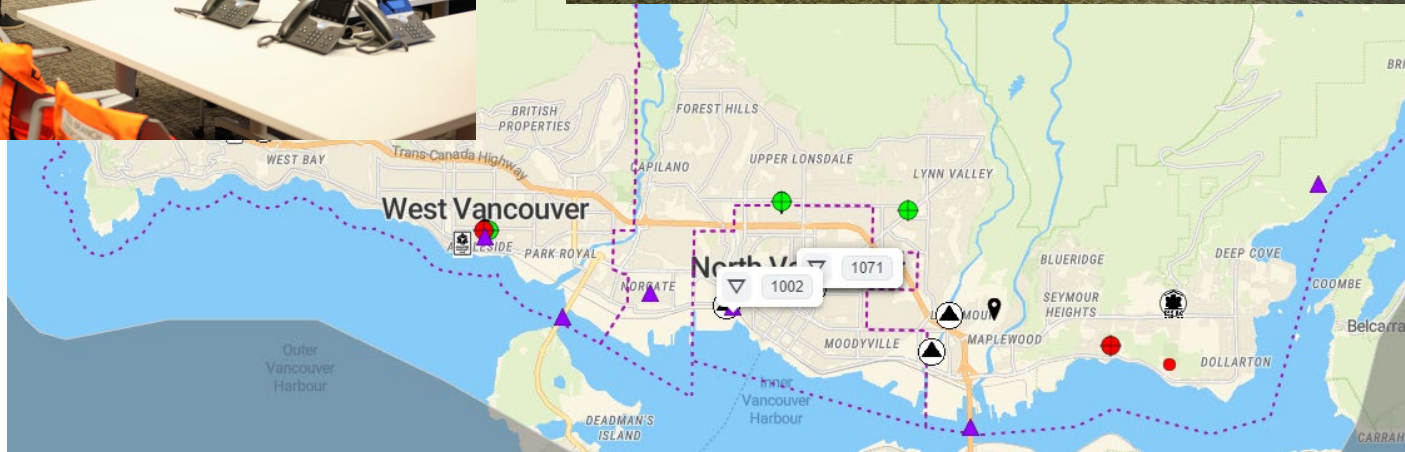 BRITISH
PROPERTIES
FOREST HILLS
WEST BAY
Trans-Canada Highway
CAPILANO
UPPER LONSDALE
LYNN VALLEY
West Vancouver
PARK ROYAL
BLUERIDGE
DEEP COVE
1071
1002
NORGATE
SEYMOUR
HEIGHTS
COOMBE
MOODYVILLE
MAPLEWOOD
Belcarra
DOLLARTON
Outer
Vancouver
Harbour
Inner
Vancouver
Harbour
DEADMAN'S
ISLAND